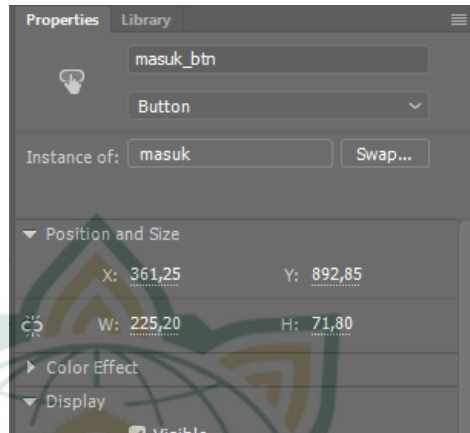 Properties Library
masuk_btn
Button
Instance of: masuk Swap...
Position and Size
X: 361,25 Y: 892,85
W: 225,20 H: 71,80
Color Effect
Display
Visible